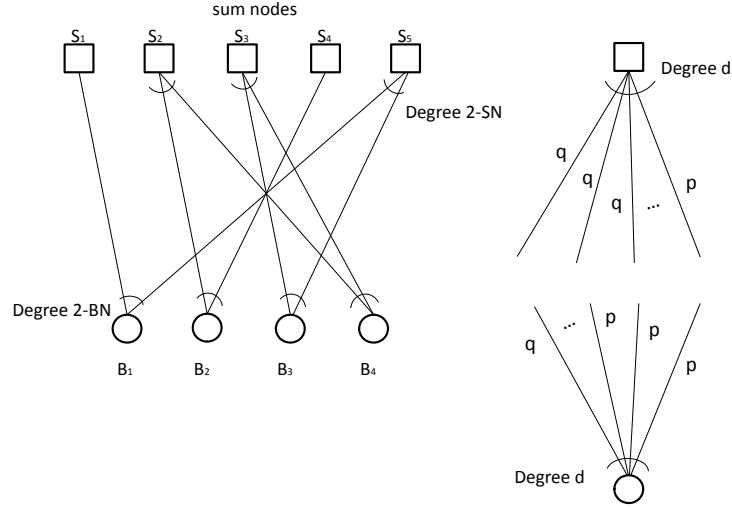 sum nodes
S1 S2 S3 S4 S5
Degree 2-SN
Degree 2-BN
B1 B2 B3 B4
Degree d
q
q
q
...
p
q
...
p
p
p
Degree d